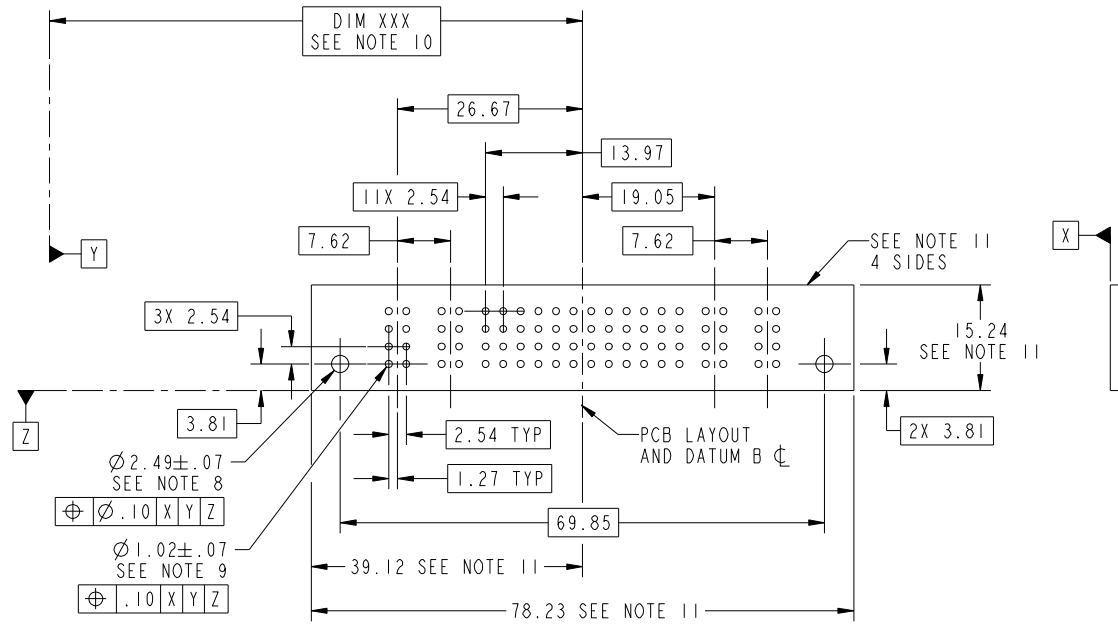 DIM XXX
SEE NOTE 10
26.67
13.97
11X 2.54
19.05
7.62
7.62
Y
X
SEE NOTE 11
4 SIDES
3X 2.54
15.24
SEE NOTE 11
Z
3.81
2.54 TYP
PCB LAYOUT
AND DATUM B ℄
2X 3.81
Ø2.49±.07
SEE NOTE 8
⌖ Ø.10 X Y Z
1.27 TYP
69.85
Ø1.02±.07
SEE NOTE 9
⌖ .10 X Y Z
39.12 SEE NOTE 11
78.23 SEE NOTE 11